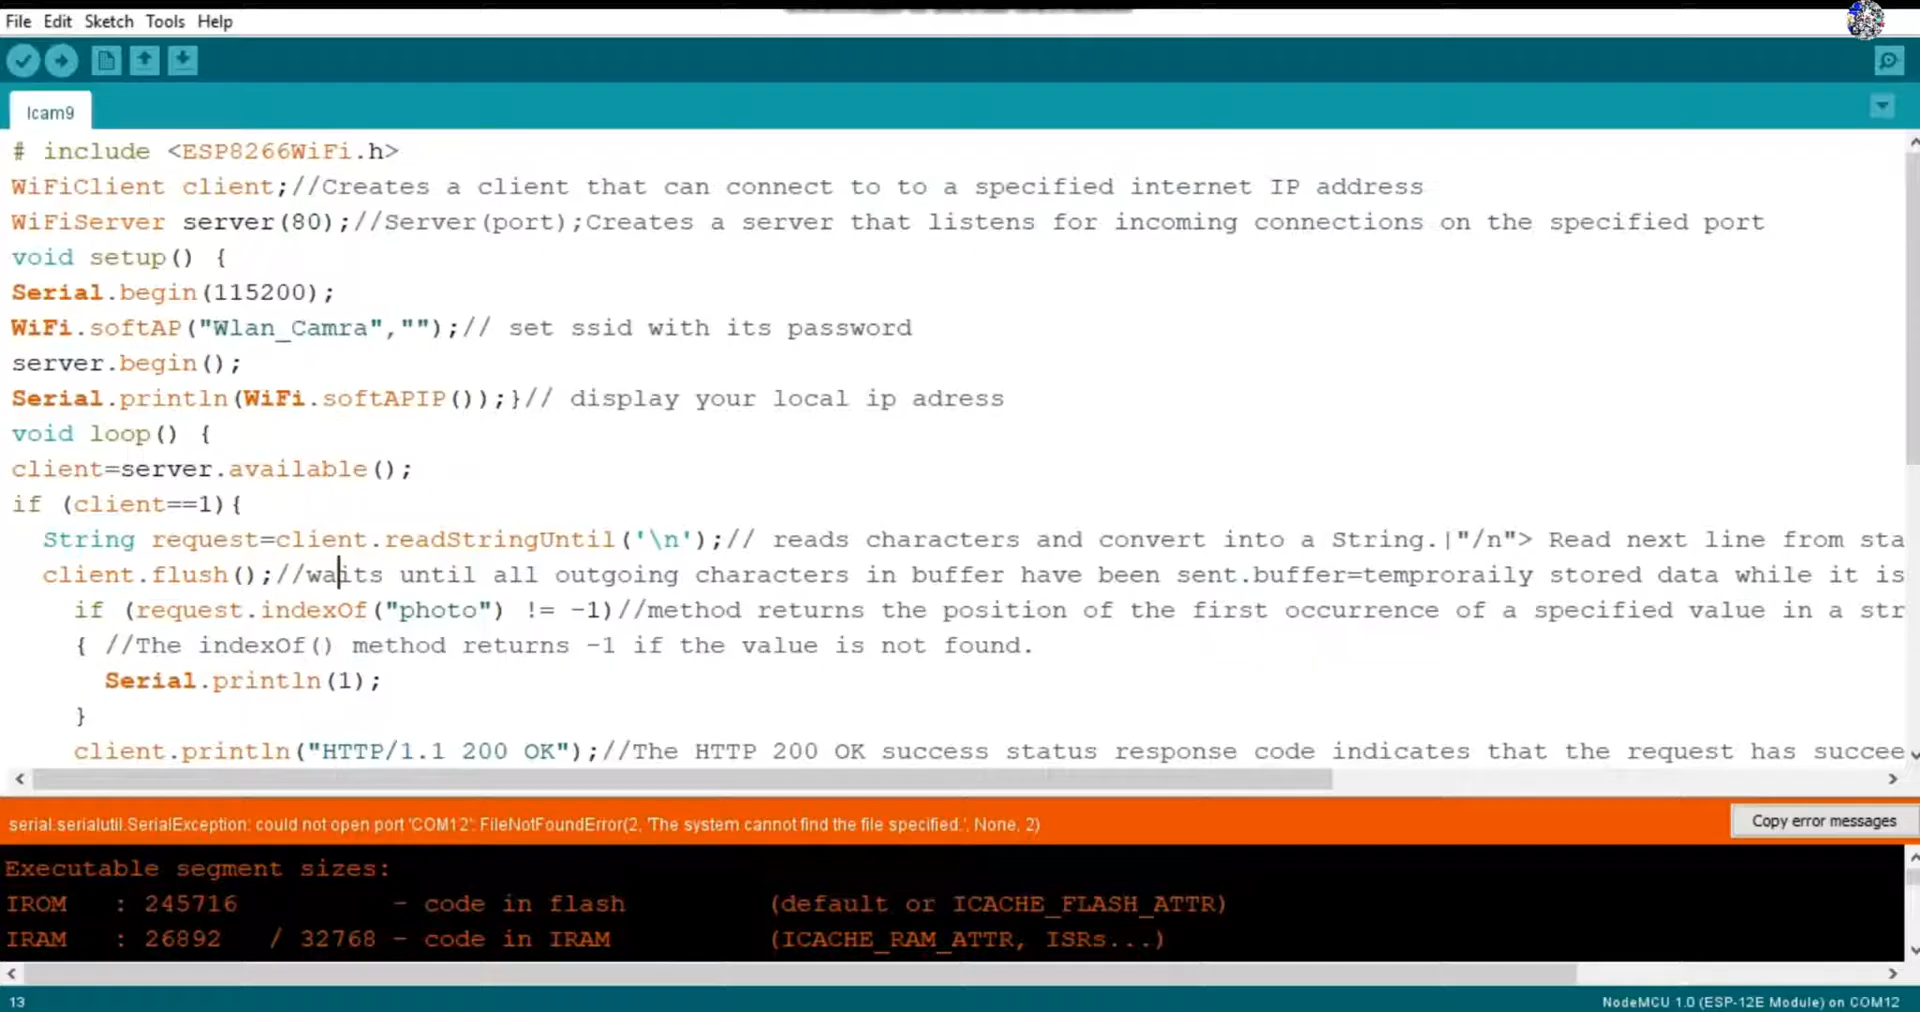 File Edit Sketch Tools Help
Icam9
# include <ESP8266WiFi.h>
WiFiClient client;//Creates a client that can connect to to a specified internet IP address
WiFiServer server(80);//Server(port);Creates a server that listens for incoming connections on the specified port
void setup() {
Serial.begin(115200);
WiFi.softAP("Wlan_Camra","");// set ssid with its password
server.begin();
Serial.println(WiFi.softAPIP());}// display your local ip adress
void loop() {
client=server.available();
if (client==1){
String request=client.readStringUntil('\n');// reads characters and convert into a String.|"/n"> Read next line from sta
client.flush();//waits until all outgoing characters in buffer have been sent.buffer=temproraily stored data while it is
if (request.indexOf("photo") != -1)//method returns the position of the first occurrence of a specified value in a str
{ //The indexOf() method returns -1 if the value is not found.
Serial.println(1);
}
client.println("HTTP/1.1 200 OK");//The HTTP 200 OK success status response code indicates that the request has succee
serial.serialutil.SerialException: could not open port 'COM12': FileNotFoundError(2, 'The system cannot find the file specified.', None, 2)
Copy error messages
Executable segment sizes:
IROM : 245716 - code in flash (default or ICACHE_FLASH_ATTR)
IRAM : 26892 / 32768 - code in IRAM (ICACHE_RAM_ATTR, ISRs...)
13
NodeMCU 1.0 (ESP-12E Module) on COM12